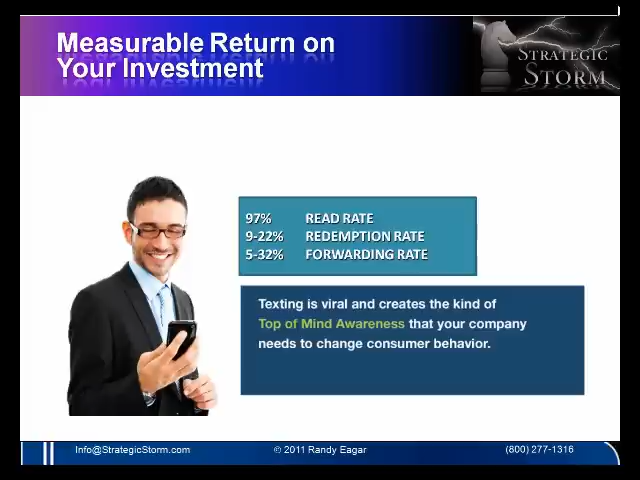 Measurable Return on
Your Investment
STRATEGIC
STORM
97% READ RATE
9-22% REDEMPTION RATE
5-32% FORWARDING RATE
Texting is viral and creates the kind of
Top of Mind Awareness that your company
needs to change consumer behavior.
Info@StrategicStorm.com © 2011 Randy Eagar (800) 277-1316